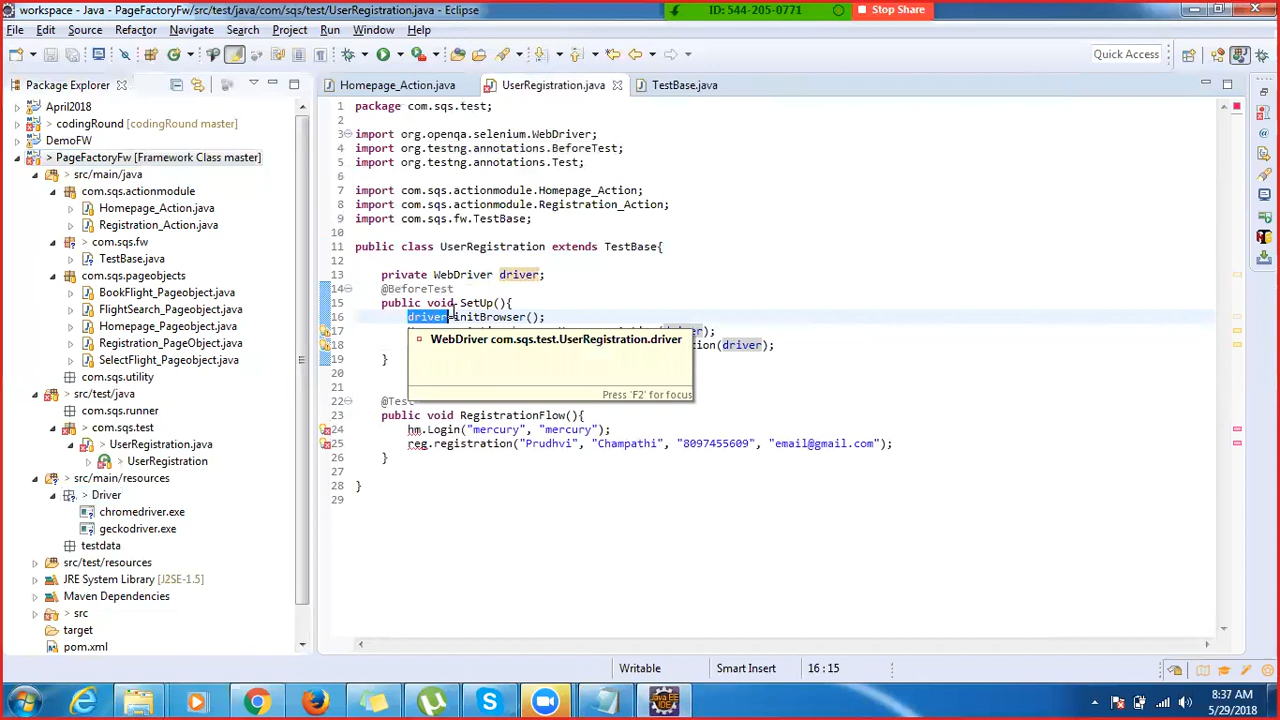 workspace - PageFactoryFw/src/test/java/com/sqs/test/UserRegistration.java - Eclipse
ID: 544-205-0771
Stop Share
File Edit Source Refactor Navigate Search Project Run Window Help
Quick Access
Package Explorer
Homepage_Action.java
UserRegistration.java
TestBase.java
April2018
> codingRound [codingRound master]
DemoFW
> PageFactoryFw [Framework Class master]
> src/main/java
com.sqs.actionmodule
Homepage_Action.java
Registration_Action.java
> com.sqs.fw
TestBase.java
com.sqs.pageobjects
BookFlight_Pageobject.java
FlightSearch_Pageobject.java
Homepage_Pageobject.java
Registration_PageObject.java
SelectFlight_Pageobject.java
com.sqs.utility
> src/test/java
com.sqs.runner
> com.sqs.test
> UserRegistration.java
> UserRegistration
> src/main/resources
> Driver
chromedriver.exe
geckodriver.exe
testdata
src/test/resources
JRE System Library [J2SE-1.5]
Maven Dependencies
> src
target
pom.xml
1 package com.sqs.test;
2
3 import org.openqa.selenium.WebDriver;
4 import org.testng.annotations.BeforeTest;
5 import org.testng.annotations.Test;
6
7 import com.sqs.actionmodule.Homepage_Action;
8 import com.sqs.actionmodule.Registration_Action;
9 import com.sqs.fw.TestBase;
10
11 public class UserRegistration extends TestBase{
12
13 private WebDriver driver;
14 @BeforeTest
15 public void SetUp(){
16 driver=initBrowser();
17 );
WebDriver com.sqs.test.UserRegistration.driver
18 tion(driver);
19 }
Press 'F2' for focus
21
22 @Test
23 public void RegistrationFlow(){
24 hm.Login("mercury", "mercury");
25 reg.registration("Prudhvi", "Champathi", "8097455609", "email@gmail.com");
26 }
27
28 }
29
Writable
Smart Insert
16 : 15
8:37 AM
5/29/2018
Java EE
IDE